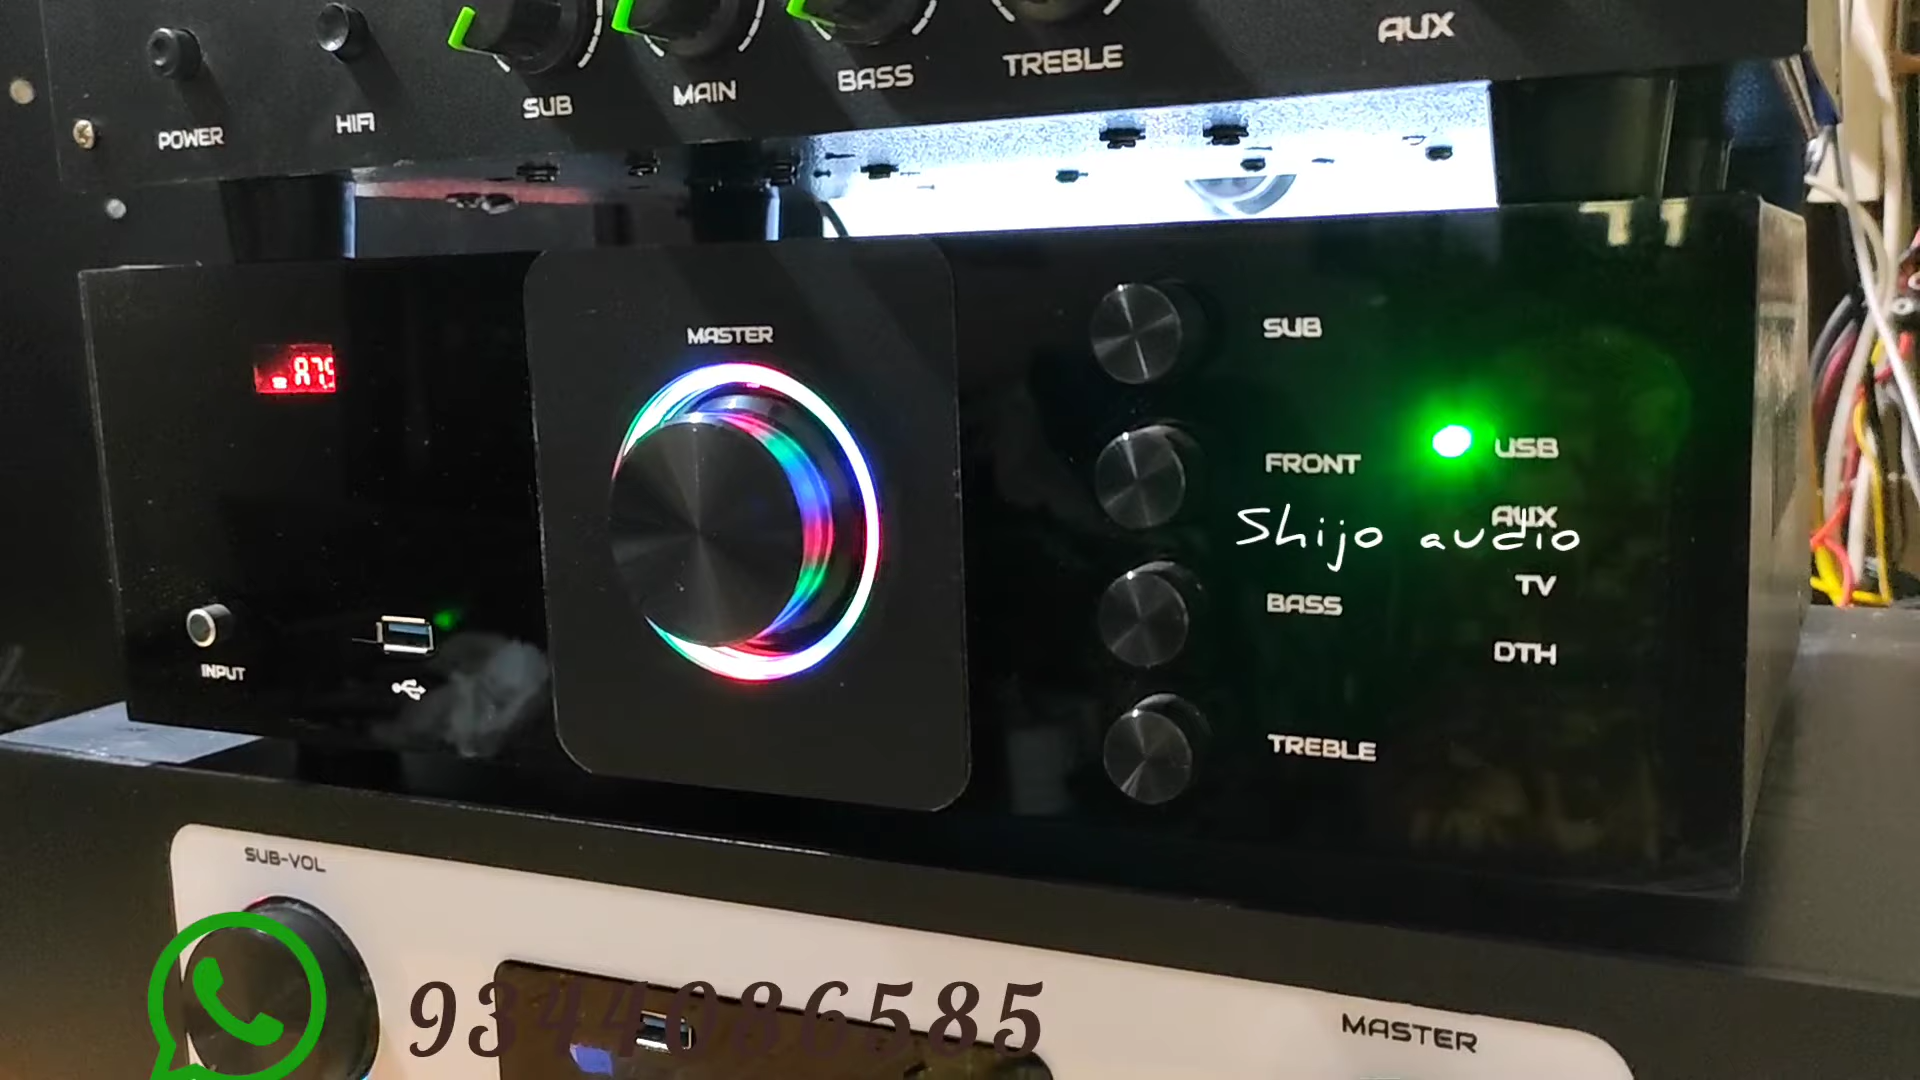 POWER
HIFI
SUB
MAIN
BASS
TREBLE
AUX
MASTER
SUB
FRONT
USB
Shijo audio
AUX
TV
BASS
DTH
INPUT
TREBLE
SUB-VOL
9344086585
MASTER